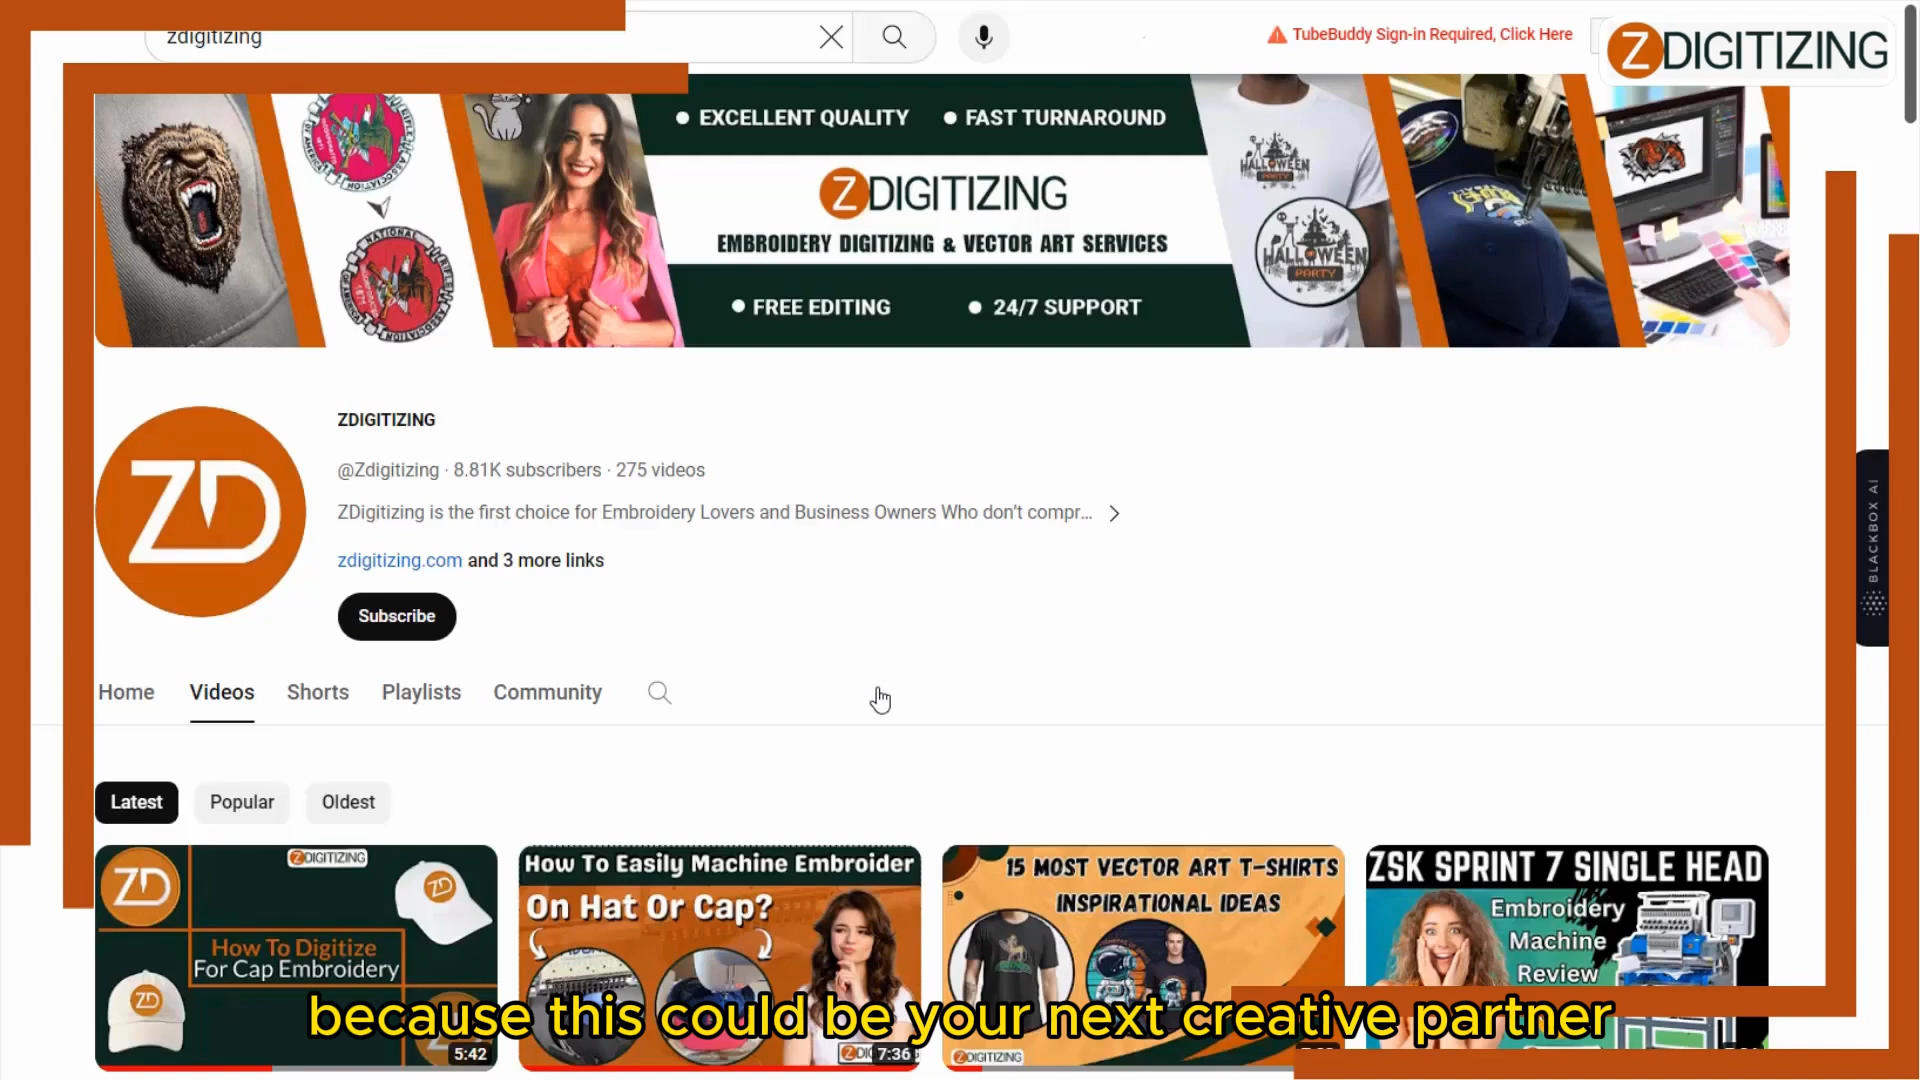 zdigitizing
TubeBuddy Sign-in Required, Click Here
ZDIGITIZING
EXCELLENT QUALITY
FAST TURNAROUND
ZDIGITIZING
EMBROIDERY DIGITIZING & VECTOR ART SERVICES
FREE EDITING
24/7 SUPPORT
NATIONAL
HALLOWEEN
PARTY
HALLOWEEN
PARTY
ZD
ZDIGITIZING
@Zdigitizing · 8.81K subscribers · 275 videos
ZDigitizing is the first choice for Embroidery Lovers and Business Owners Who don't compr...
zdigitizing.com and 3 more links
Subscribe
BLACKBOX AI
Home
Videos
Shorts
Playlists
Community
Latest
Popular
Oldest
ZD
ZDIGITIZING
ZD
How To Digitize
For Cap Embroidery
ZD
5:42
How To Easily Machine Embroider
On Hat Or Cap?
7:36
15 MOST VECTOR ART T-SHIRTS
INSPIRATIONAL IDEAS
ZDIGITIZING
ZSK SPRINT 7 SINGLE HEAD
Embroidery
Machine
Review
because this could be your next creative partner